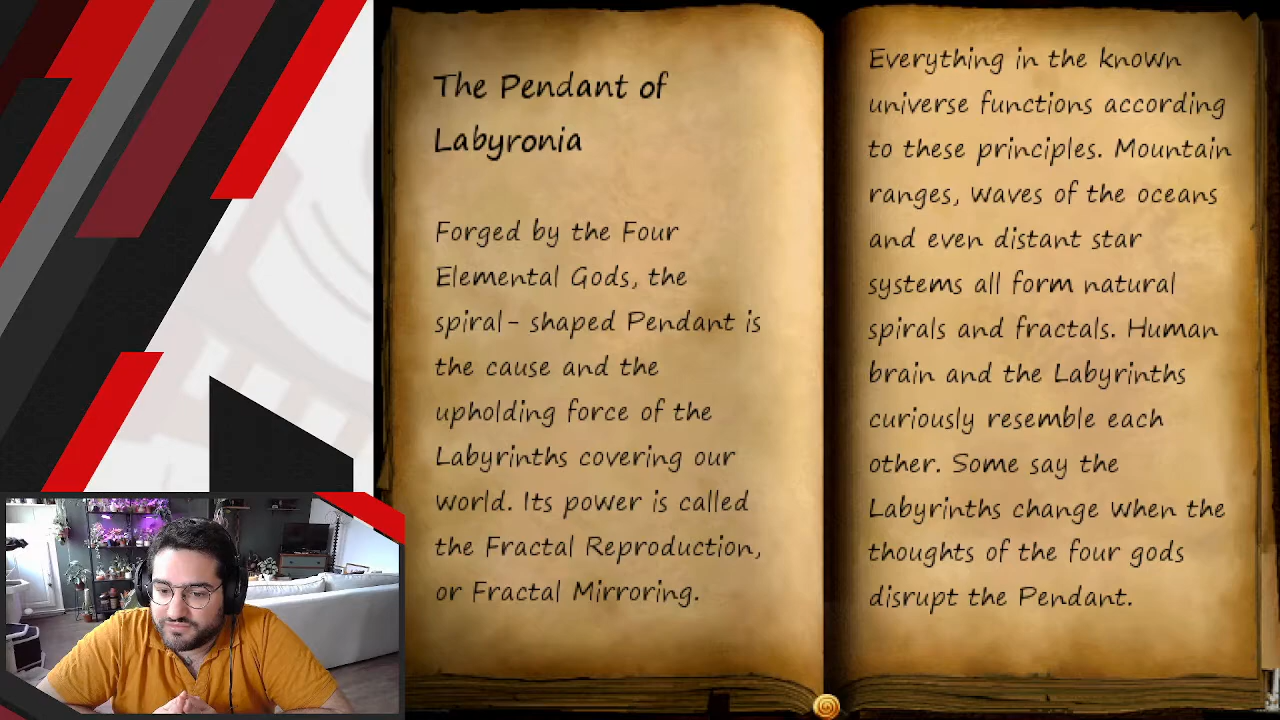 The Pendant of
Labyronia
Forged by the Four
Elemental Gods, the
spiral- shaped Pendant is
the cause and the
upholding force of the
Labyrinths covering our
world. Its power is called
the Fractal Reproduction,
or Fractal Mirroring.
Everything in the known
universe functions according
to these principles. Mountain
ranges, waves of the oceans
and even distant star
systems all form natural
spirals and fractals. Human
brain and the Labyrinths
curiously resemble each
other. Some say the
Labyrinths change when the
thoughts of the four gods
disrupt the Pendant.